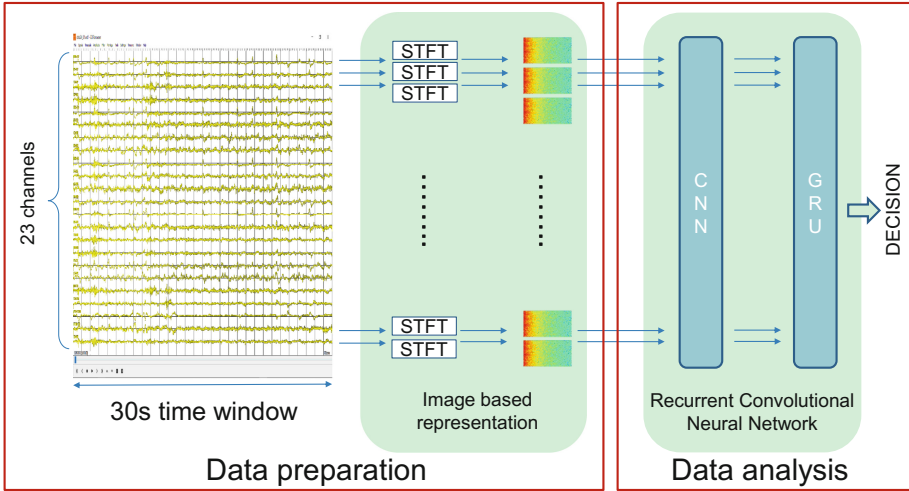 23 channels
30s time window
STFT
STFT
STFT
STFT
STFT
Image based
representation
Data preparation
C
N
N
G
R
U
DECISION
Recurrent Convolutional
Neural Network
Data analysis